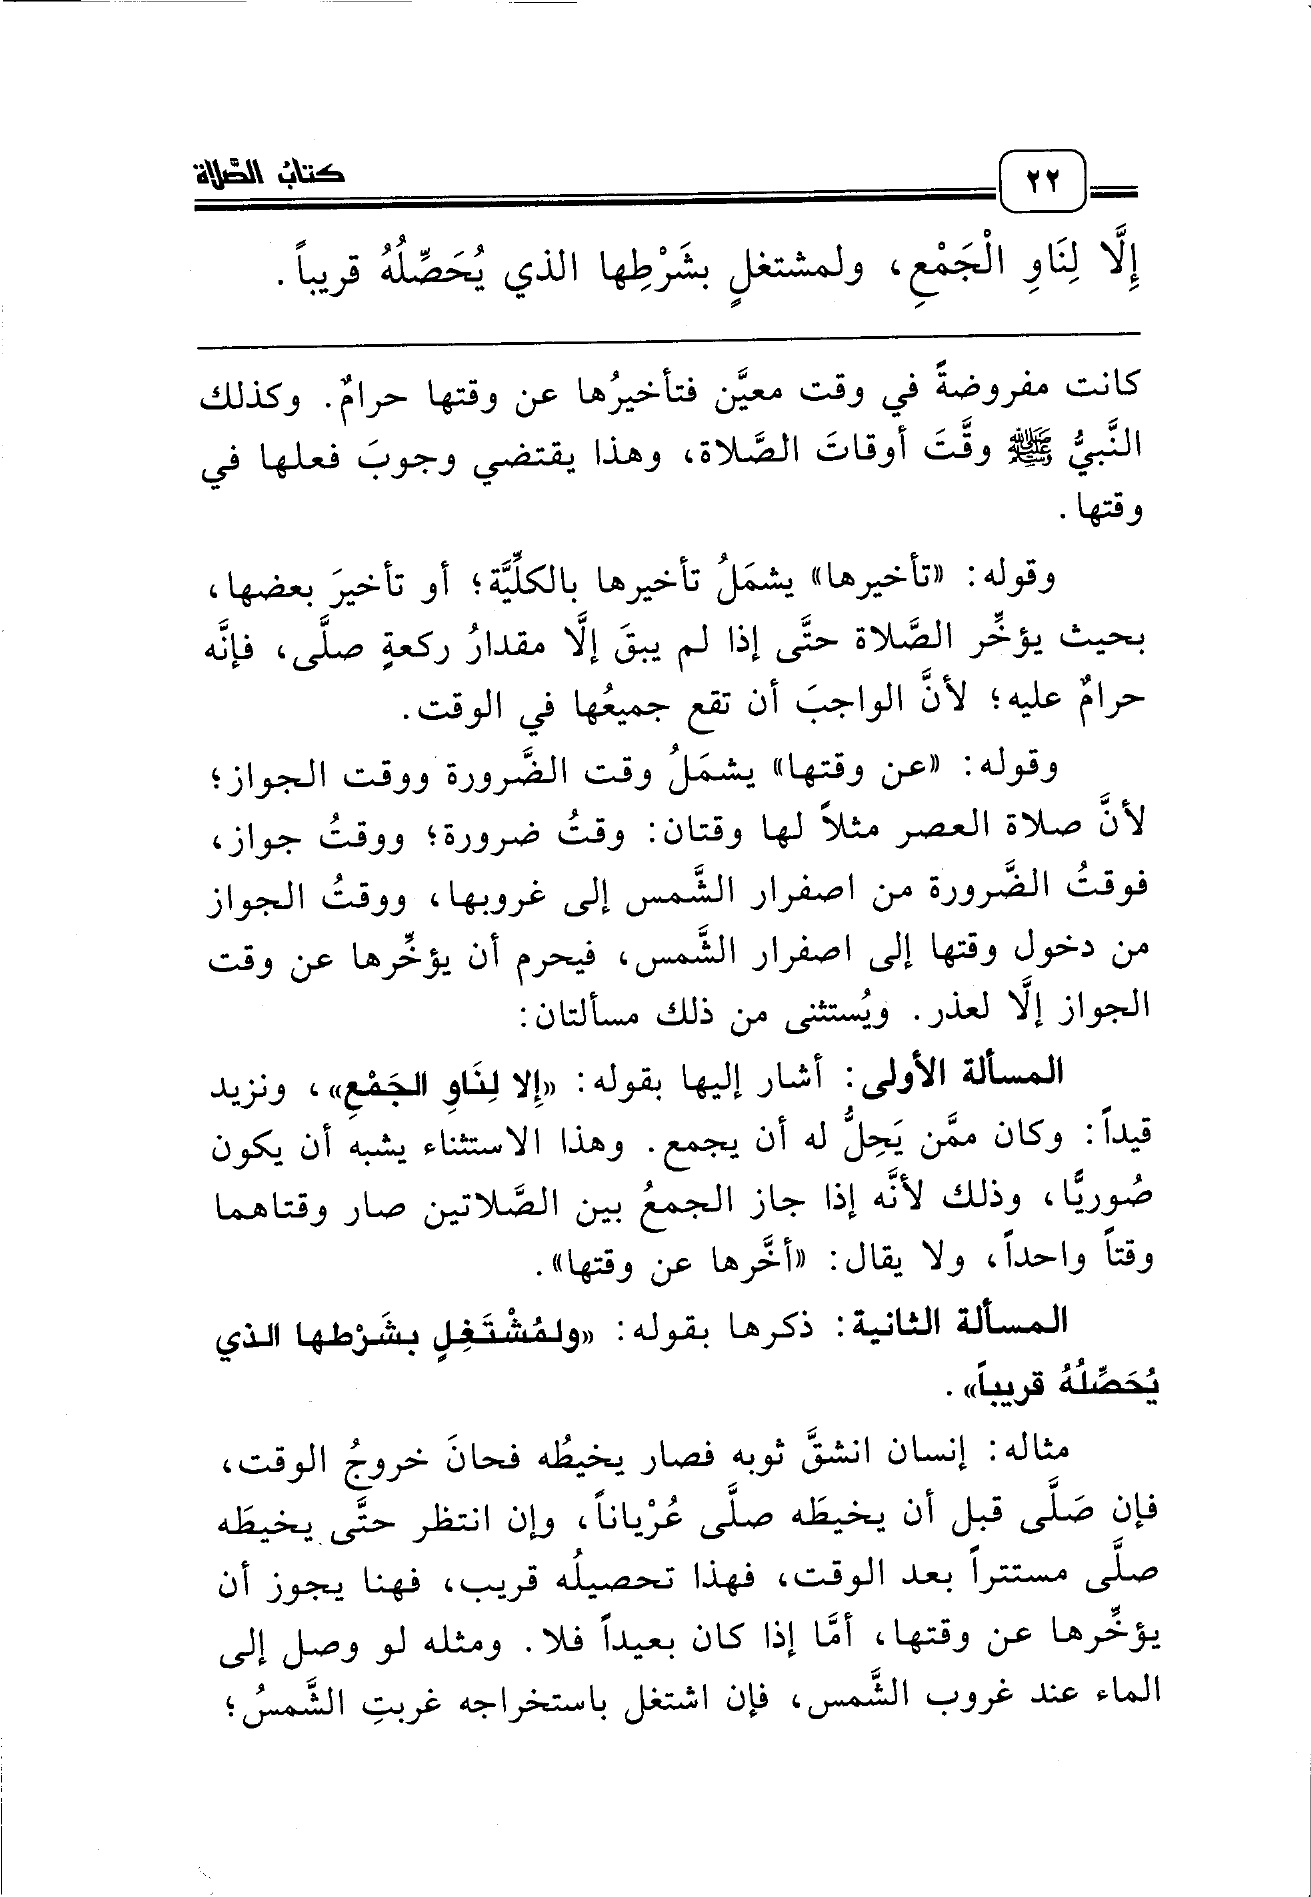 ٢٢
كتابُ الصَّلاة
إِلَّا لِنَاوِ الْجَمْعِ، ولمشتغلٍ بشَرْطِها الذي يُحَصِّلُهُ قريباً.
كانت مفروضةً في وقت معيَّن فتأخيرُها عن وقتها حرامٌ. وكذلك
النَّبيُّ ﷺ وقَّتَ أوقاتَ الصَّلاة، وهذا يقتضي وجوبَ فعلها في
وقتها.
وقوله: «تأخيرها» يشمَلُ تأخيرها بالكلِّيَّة؛ أو تأخيرَ بعضها،
بحيث يؤخِّر الصَّلاة حتَّى إذا لم يبقَ إلَّا مقدارُ ركعةٍ صلَّى، فإنَّه
حرامٌ عليه؛ لأنَّ الواجبَ أن تقع جميعُها في الوقت.
وقوله: «عن وقتها» يشمَلُ وقت الضَّرورة ووقت الجواز؛
لأنَّ صلاة العصر مثلاً لها وقتان: وقتُ ضرورة؛ ووقتُ جواز،
فوقتُ الضَّرورة من اصفرار الشَّمس إلى غروبها، ووقتُ الجواز
من دخول وقتها إلى اصفرار الشَّمس، فيحرم أن يؤخِّرها عن وقت
الجواز إلَّا لعذر. ويُستثنى من ذلك مسألتان:
المسألة الأولى: أشار إليها بقوله: «إِلا لِنَاوِ الجَمْعِ»، ونزيد
قيداً: وكان ممَّن يَحِلُّ له أن يجمع. وهذا الاستثناء يشبه أن يكون
صُوريًّا، وذلك لأنَّه إذا جاز الجمعُ بين الصَّلاتين صار وقتاهما
وقتاً واحداً، ولا يقال: «أخَّرها عن وقتها».
المسألة الثانية: ذكرها بقوله: «ولمُشْتَغِلٍ بشَرْطها الذي
يُحَصِّلُهُ قريباً».
مثاله: إنسان انشقَّ ثوبه فصار يخيطُه فحانَ خروجُ الوقت،
فإن صَلَّى قبل أن يخيطَه صلَّى عُرْياناً، وإن انتظر حتَّى يخيطَه
صلَّى مستتراً بعد الوقت، فهذا تحصيلُه قريب، فهنا يجوز أن
يؤخِّرها عن وقتها، أمَّا إذا كان بعيداً فلا. ومثله لو وصل إلى
الماء عند غروب الشَّمس، فإن اشتغل باستخراجه غربتِ الشَّمسُ؛